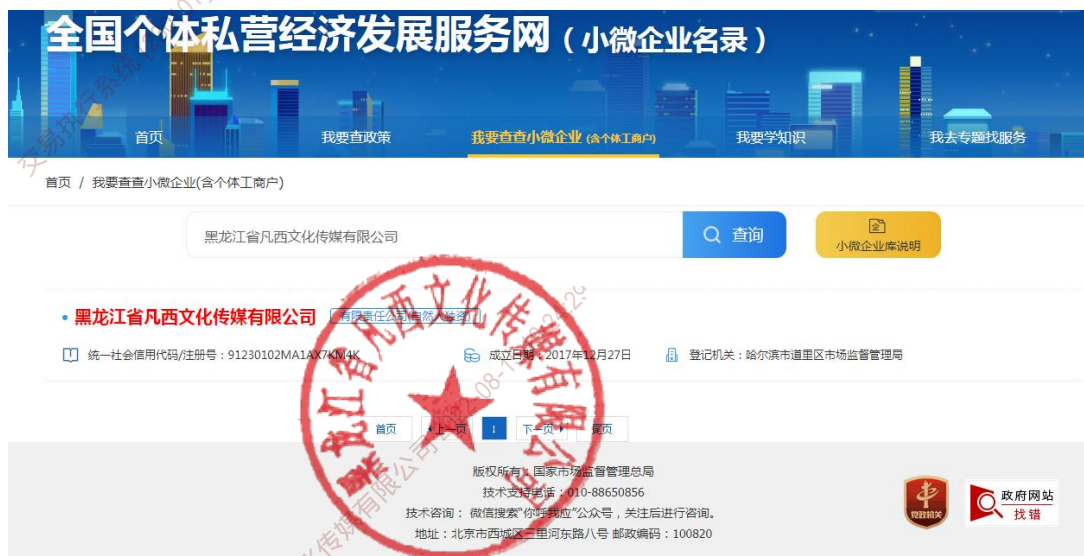 全国个体私营经济发展服务网（小微企业名录）
首页 我要查政策 我要查查小微企业 (含个体工商户) 我要学知识 我去专题找服务
首页 / 我要查查小微企业(含个体工商户)
黑龙江省凡西文化传媒有限公司 查询 小微企业库说明
黑龙江省凡西文化传媒有限公司 有限责任公司(自然人独资)
统一社会信用代码/注册号：91230102MA1AX7KM4K 成立日期：2017年12月27日 登记机关：哈尔滨市道里区市场监督管理局
黑龙江省凡西文化传媒有限公司
首页 上一页 1 下一页 尾页
版权所有：国家市场监督管理总局
技术支持电话：010-88650856
技术咨询： 微信搜索“你呼我应”公众号，关注后进行咨询。
地址：北京市西城区三里河东路八号 邮政编码：100820
党政机关
政府网站
找错